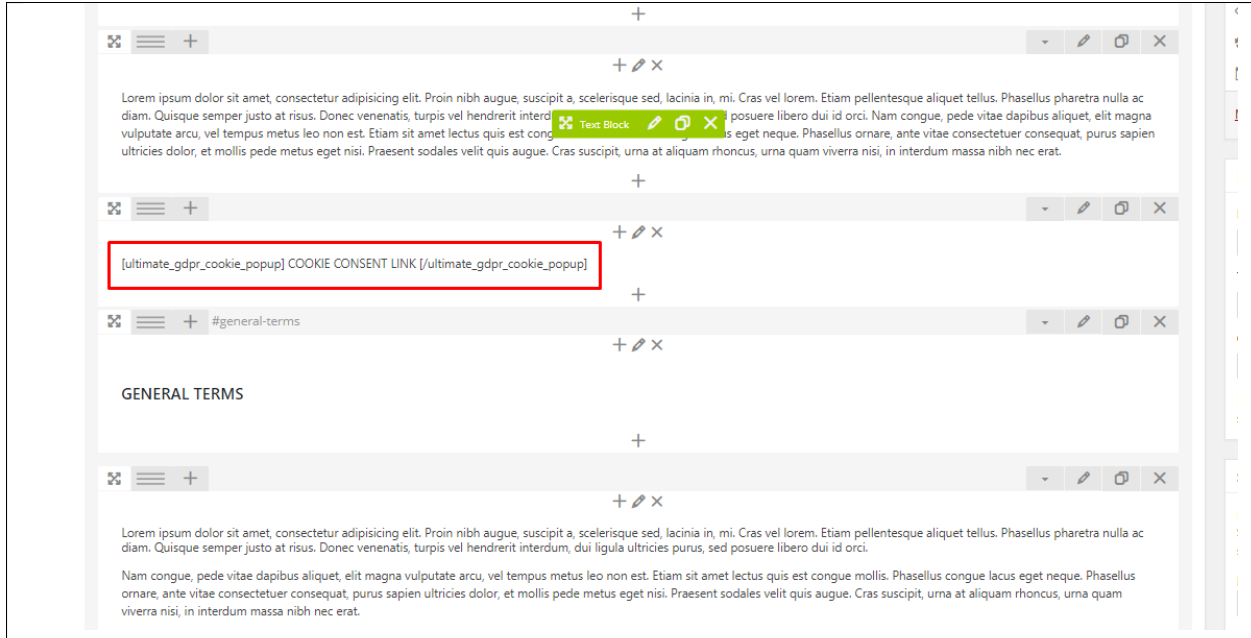 Lorem ipsum dolor sit amet, consectetur adipisicing elit. Proin nibh augue, suscipit a, scelerisque sed, lacinia in, mi. Cras vel lorem. Etiam pellentesque aliquet tellus. Phasellus pharetra nulla ac
diam. Quisque semper justo at risus. Donec venenatis, turpis vel hendrerit interd posuere libero dui id orci. Nam congue, pede vitae dapibus aliquet, elit magna
Text Block
vulputate arcu, vel tempus metus leo non est. Etiam sit amet lectus quis est cong s eget neque. Phasellus ornare, ante vitae consectetuer consequat, purus sapien
ultricies dolor, et mollis pede metus eget nisi. Praesent sodales velit quis augue. Cras suscipit, urna at aliquam rhoncus, urna quam viverra nisi, in interdum massa nibh nec erat.
[ultimate_gdpr_cookie_popup] COOKIE CONSENT LINK [/ultimate_gdpr_cookie_popup]
#general-terms
GENERAL TERMS
Lorem ipsum dolor sit amet, consectetur adipisicing elit. Proin nibh augue, suscipit a, scelerisque sed, lacinia in, mi. Cras vel lorem. Etiam pellentesque aliquet tellus. Phasellus pharetra nulla ac
diam. Quisque semper justo at risus. Donec venenatis, turpis vel hendrerit interdum, dui ligula ultricies purus, sed posuere libero dui id orci.
Nam congue, pede vitae dapibus aliquet, elit magna vulputate arcu, vel tempus metus leo non est. Etiam sit amet lectus quis est congue mollis. Phasellus congue lacus eget neque. Phasellus
ornare, ante vitae consectetuer consequat, purus sapien ultricies dolor, et mollis pede metus eget nisi. Praesent sodales velit quis augue. Cras suscipit, urna at aliquam rhoncus, urna quam
viverra nisi, in interdum massa nibh nec erat.